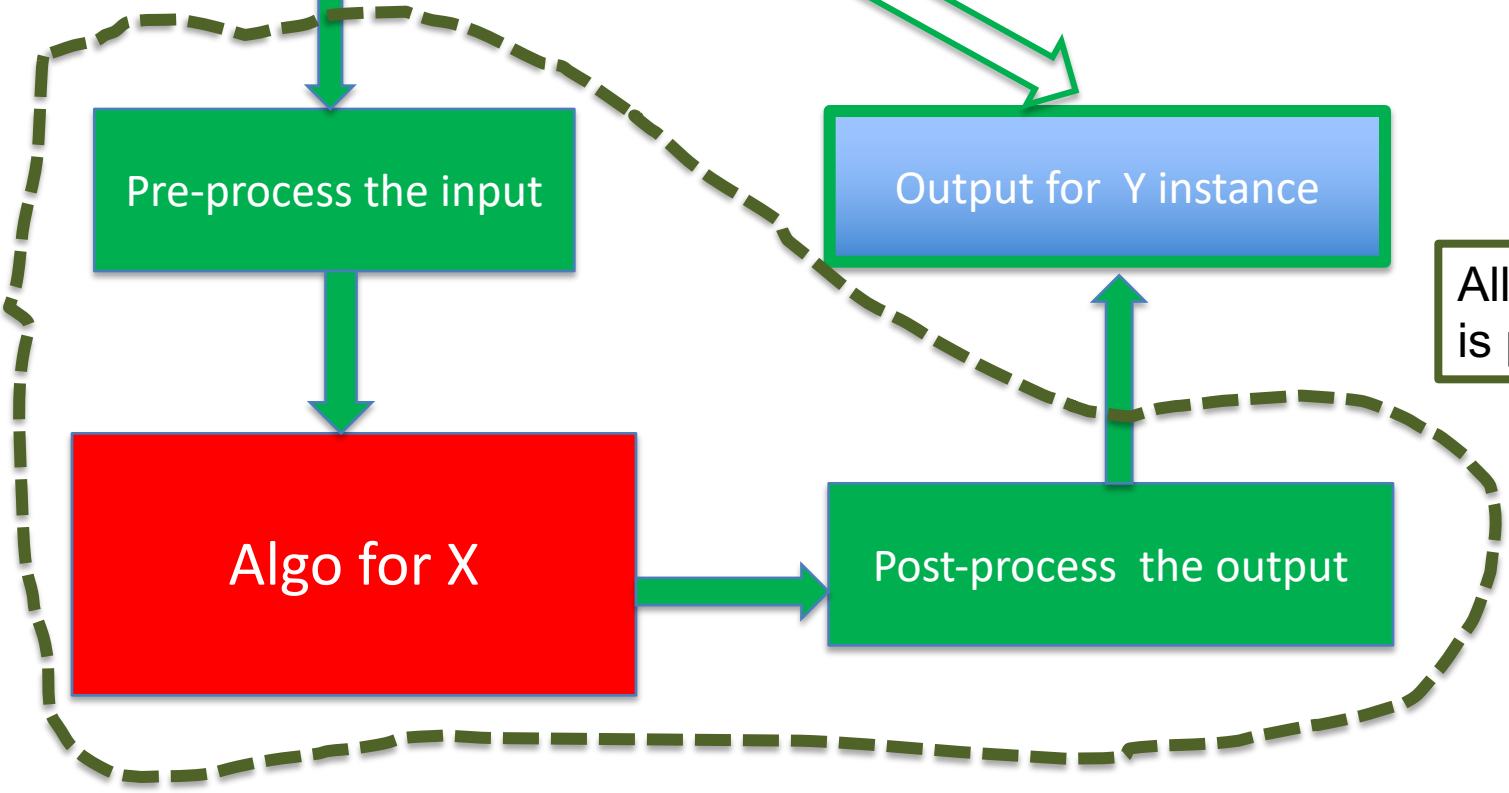 Pre-process the input
Output for Y instance
All
is
Algo for X
Post-process the output